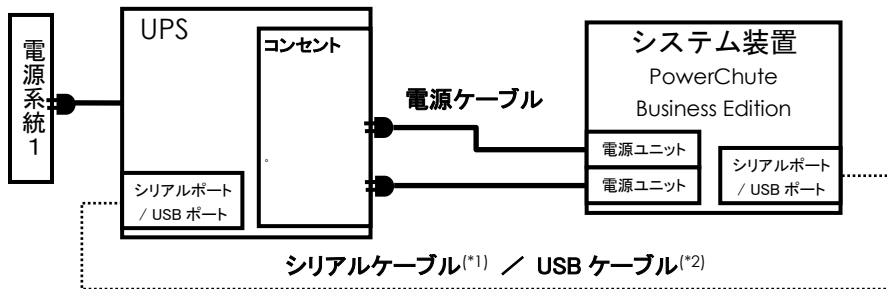 電源系統1
UPS
コンセント
シリアルポート
/ USB ポート
電源ケーブル
システム装置
PowerChute
Business Edition
電源ユニット
電源ユニット
シリアルポート
/ USB ポート
シリアルケーブル(*1) ／ USB ケーブル(*2)